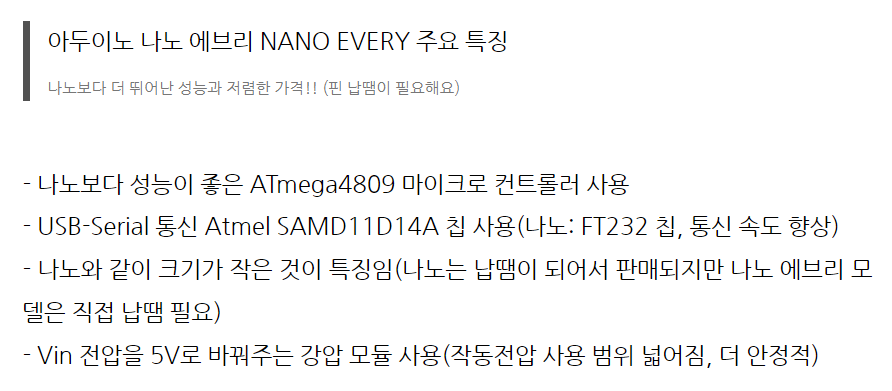 아두이노 나노 에브리 NANO EVERY 주요 특징
나노보다 더 뛰어난 성능과 저렴한 가격!! (핀 납땜이 필요해요)
- 나노보다 성능이 좋은 ATmega4809 마이크로 컨트롤러 사용
- USB-Serial 통신 Atmel SAMD11D14A 칩 사용(나노: FT232 칩, 통신 속도 향상)
- 나노와 같이 크기가 작은 것이 특징임(나노는 납땜이 되어서 판매되지만 나노 에브리 모
델은 직접 납땜 필요)
- Vin 전압을 5V로 바꿔주는 강압 모듈 사용(작동전압 사용 범위 넓어짐, 더 안정적)